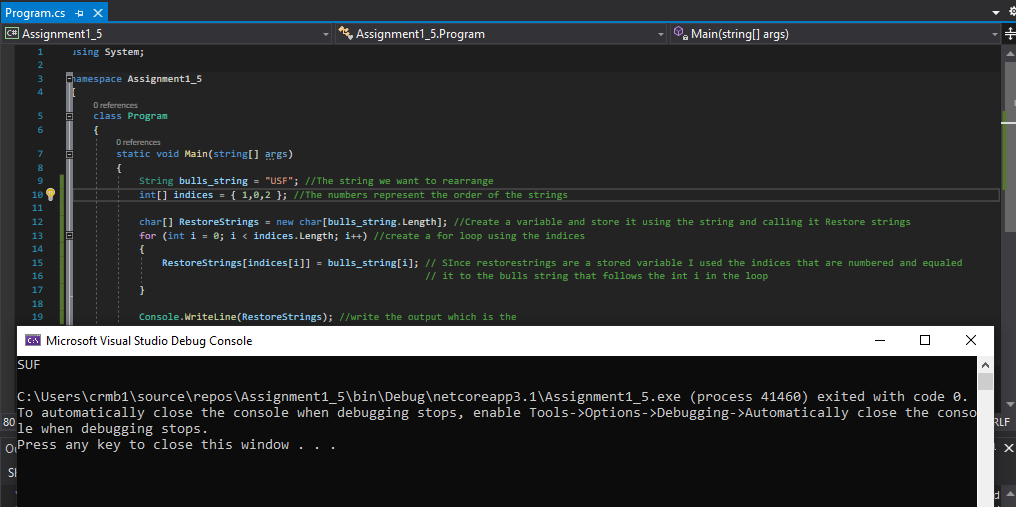 Program.cs
Assignment1_5
Assignment1_5.Program
Main(string[] args)
1 using System;
2
3 namespace Assignment1_5
4 {
0 references
5 class Program
6 {
0 references
7 static void Main(string[] args)
8 {
9 String bulls_string = "USF"; //The string we want to rearrange
10 int[] indices = { 1,0,2 }; //The numbers represent the order of the strings
11
12 char[] RestoreStrings = new char[bulls_string.Length]; //Create a variable and store it using the string and calling it Restore strings
13 for (int i = 0; i < indices.Length; i++) //create a for loop using the indices
14 {
15 RestoreStrings[indices[i]] = bulls_string[i]; // SInce restorestrings are a stored variable I used the indices that are numbered and equaled
16 // it to the bulls string that follows the int i in the loop
17 }
18
19 Console.WriteLine(RestoreStrings); //write the output which is the
Microsoft Visual Studio Debug Console
SUF
C:\Users\crmb1\source\repos\Assignment1_5\bin\Debug\netcoreapp3.1\Assignment1_5.exe (process 41460) exited with code 0.
To automatically close the console when debugging stops, enable Tools->Options->Debugging->Automatically close the conso
le when debugging stops.
Press any key to close this window . . .
80
RLF